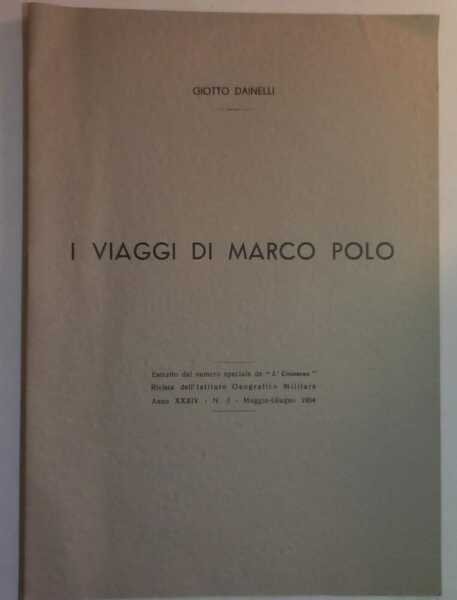 GIOTTO DAINELLI
I VIAGGI DI MARCO POLO
Estratto dal numero speciale de "L'Universo"
Rivista dell'Istituto Geografico Militare
Anno XXXIV - N. 3 - Maggio-Giugno 1954